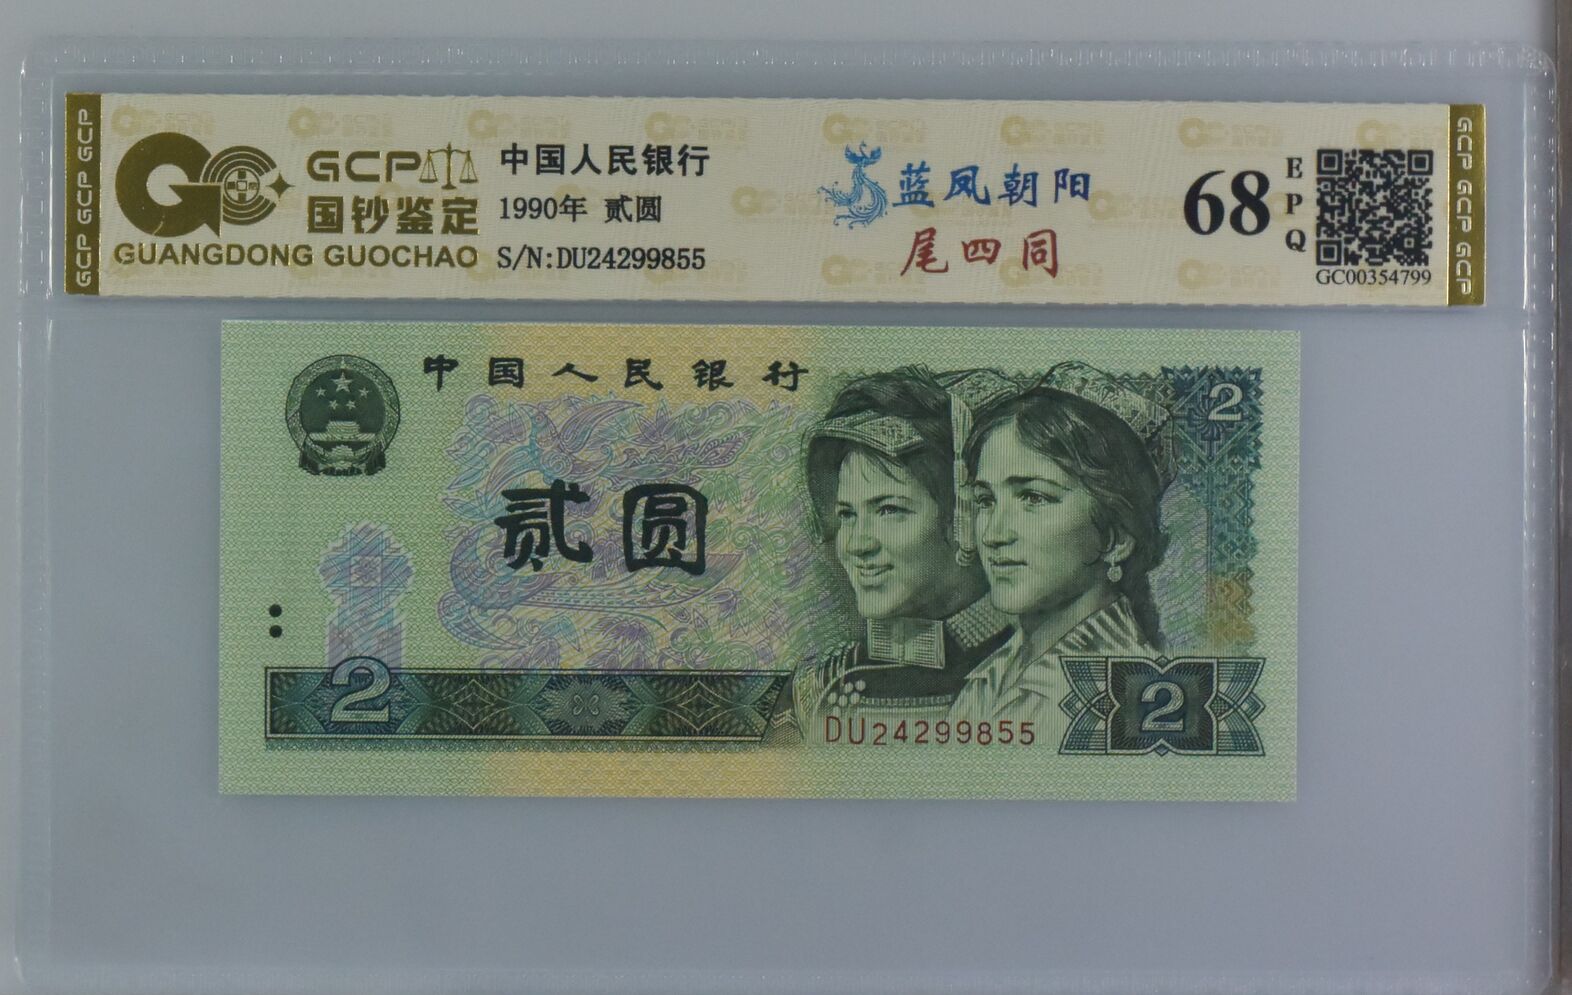 GCP GCP GCP
GCP
国钞鉴定
GUANGDONG GUOCHAO
中国人民银行
1990年 贰圆
S/N:DU24299855
蓝凤朝阳
尾四同
68
EPQ
GC00354799
GCP GCP GCP
中国人民银行
2
贰圆
2
DU24299855
2